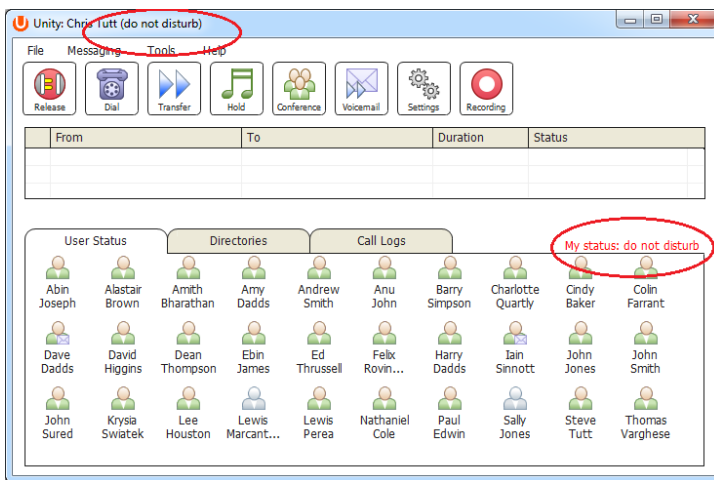 Unity: Chris Tutt (do not disturb)
File Messaging Tools Help
Release Dial Transfer Hold Conference Voicemail Settings Recording
From To Duration Status
User Status Directories Call Logs
My status: do not disturb
Abin Alastair Amith Amy Andrew Anu Barry Charlotte Cindy Colin
Joseph Brown Bharathan Dadds Smith John Simpson Quartly Baker Farrant
Dave David Dean Ebin Ed Felix Harry Iain John John
Dadds Higgins Thompson James Thrussell Rovin... Dadds Sinnott Jones Smith
John Krysia Lee Lewis Lewis Nathaniel Paul Sally Steve Thomas
Sured Swiatek Houston Marcant... Perea Cole Edwin Jones Tutt Varghese